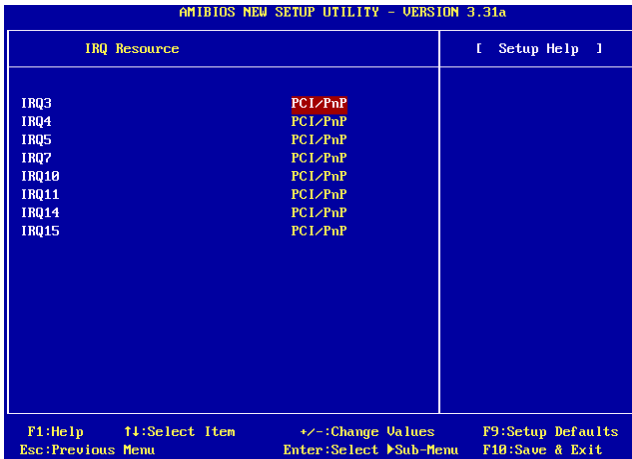 AMIBIOS NEW SETUP UTILITY - VERSION 3.31a
IRQ Resource
[ Setup Help ]
IRQ3 PCI/PnP
IRQ4 PCI/PnP
IRQ5 PCI/PnP
IRQ7 PCI/PnP
IRQ10 PCI/PnP
IRQ11 PCI/PnP
IRQ14 PCI/PnP
IRQ15 PCI/PnP
F1:Help ↑↓:Select Item +/-:Change Values F9:Setup Defaults
Esc:Previous Menu Enter:Select ▶Sub-Menu F10:Save & Exit